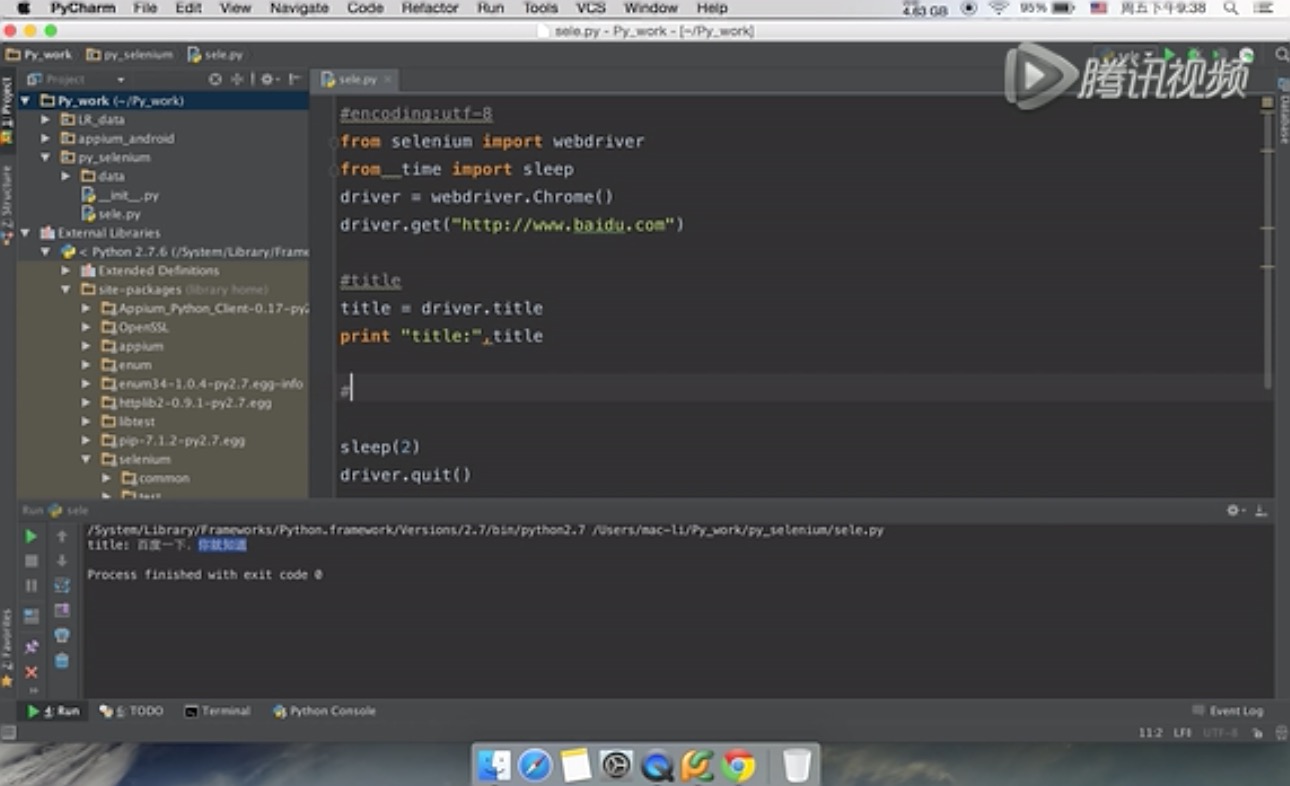 PyCharm File Edit View Navigate Code Refactor Run Tools VCS Window Help 4.63 GB 95% 周五下午9:38
sele.py - Py_work - [~/Py_work]
Py_work py_selenium sele.py
腾讯视频
Project
sele.py
1: Project
Z: Structure
Database
Py_work (~/Py_work)
LR_data
appium_android
py_selenium
data
__init__.py
sele.py
External Libraries
< Python 2.7.6 (/System/Library/Frame
Extended Definitions
site-packages (library home)
Appium_Python_Client-0.17-py2
OpenSSL
appium
enum
enum34-1.0.4-py2.7.egg-info
httplib2-0.9.1-py2.7.egg
libtest
pip-7.1.2-py2.7.egg
selenium
common
test
#encoding:utf-8
from selenium import webdriver
from__time import sleep
driver = webdriver.Chrome()
driver.get("http://www.baidu.com")
#title
title = driver.title
print "title:",title
#
sleep(2)
driver.quit()
Run sele
/System/Library/Frameworks/Python.framework/Versions/2.7/bin/python2.7 /Users/mac-li/Py_work/py_selenium/sele.py
title: 百度一下，你就知道
Process finished with exit code 0
2: Favorites
4: Run 6: TODO Terminal Python Console Event Log
11:2 LF‡ UTF-8